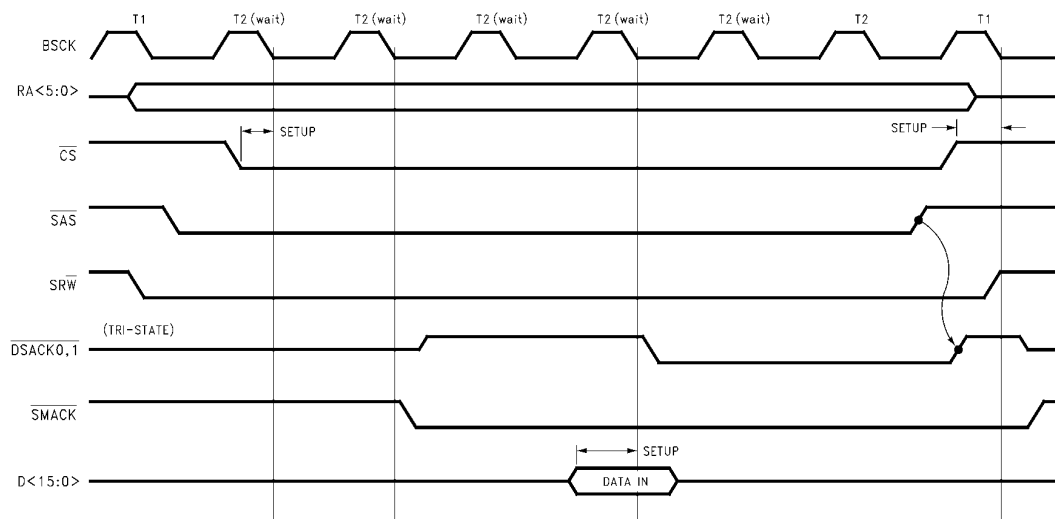 T1 T2 (wait) T2 (wait) T2 (wait) T2 (wait) T2 (wait) T2 T1
BSCK
RA<5:0>
SETUP SETUP
CS
SAS
SRW
(TRI-STATE)
DSACK0,1
SMACK
SETUP
D<15:0> DATA IN